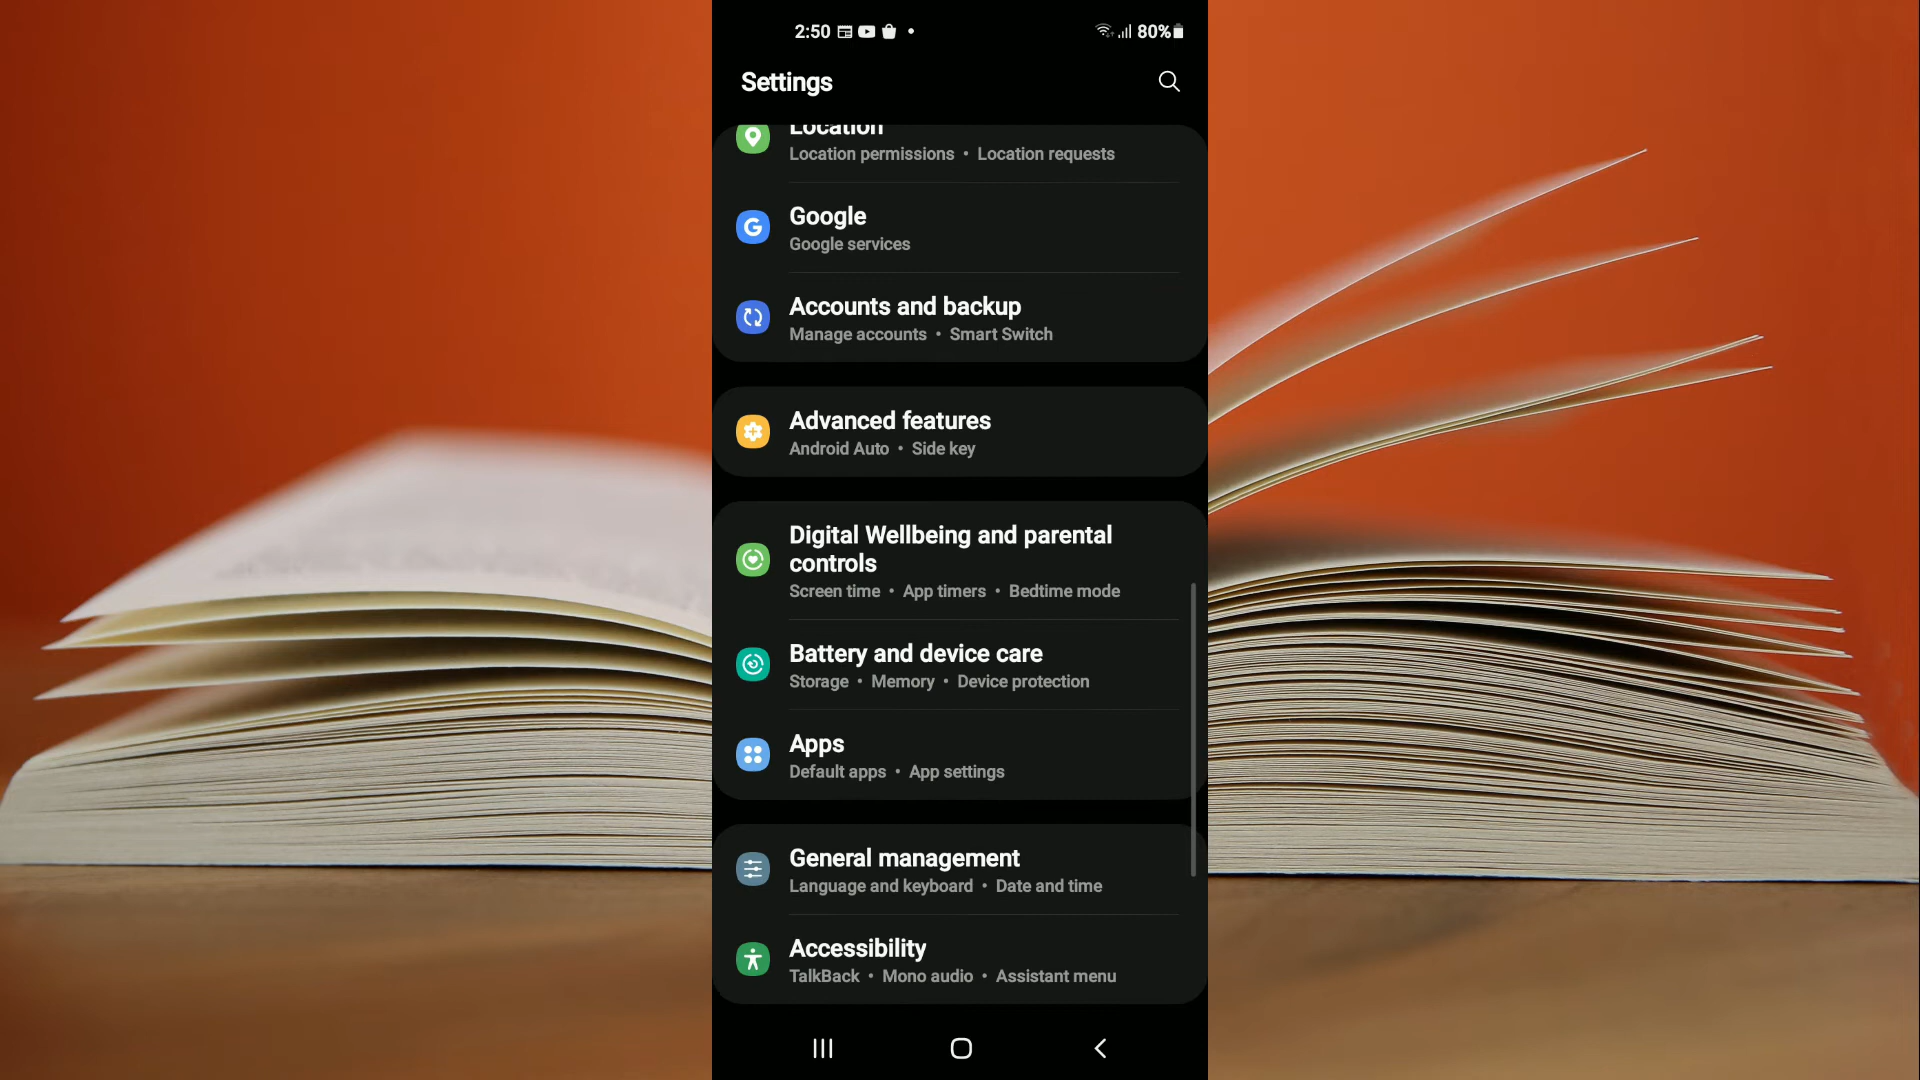 2:50
80%
Settings
Location
Location permissions • Location requests
Google
Google services
Accounts and backup
Manage accounts • Smart Switch
Advanced features
Android Auto • Side key
Digital Wellbeing and parental
controls
Screen time • App timers • Bedtime mode
Battery and device care
Storage • Memory • Device protection
Apps
Default apps • App settings
General management
Language and keyboard • Date and time
Accessibility
TalkBack • Mono audio • Assistant menu